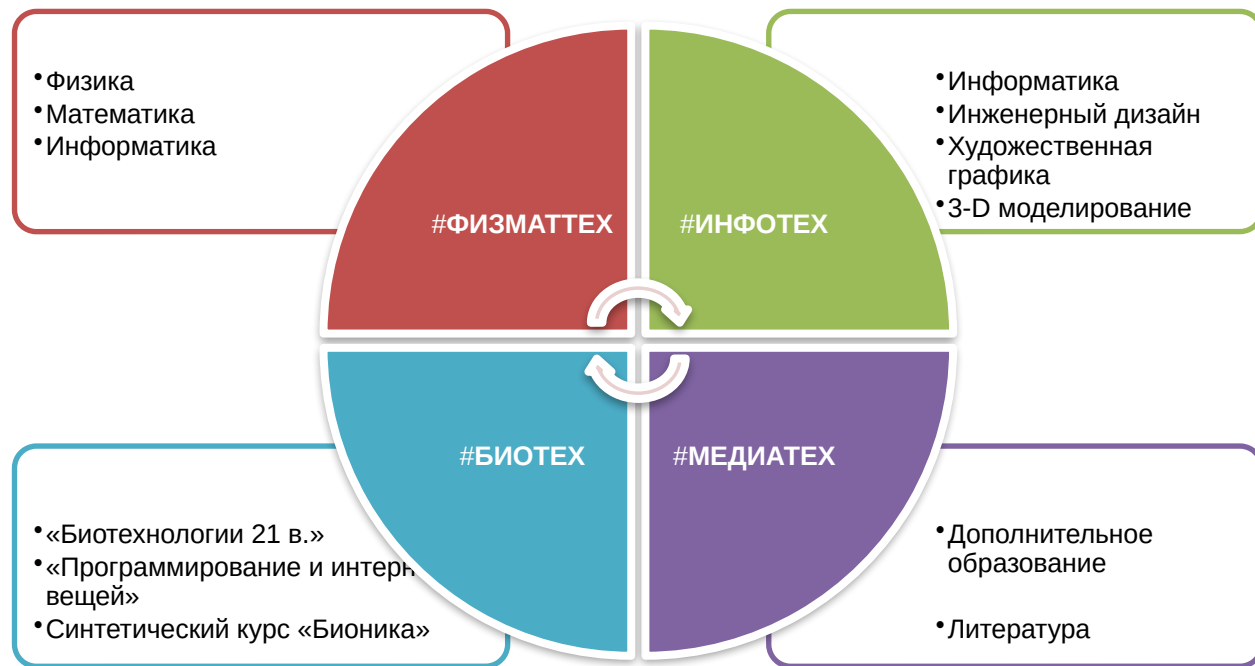 • Физика
• Математика
• Информатика
#ФИЗМАТТЕХ
#ИНФОТЕХ
• Информатика
• Инженерный дизайн
• Художественная
графика
• 3-D моделирование
#БИОТЕХ
#МЕДИАТЕХ
• «Биотехнологии 21 в.»
• «Программирование и интерн
вещей»
• Синтетический курс «Бионика»
• Дополнительное
образование
• Литература